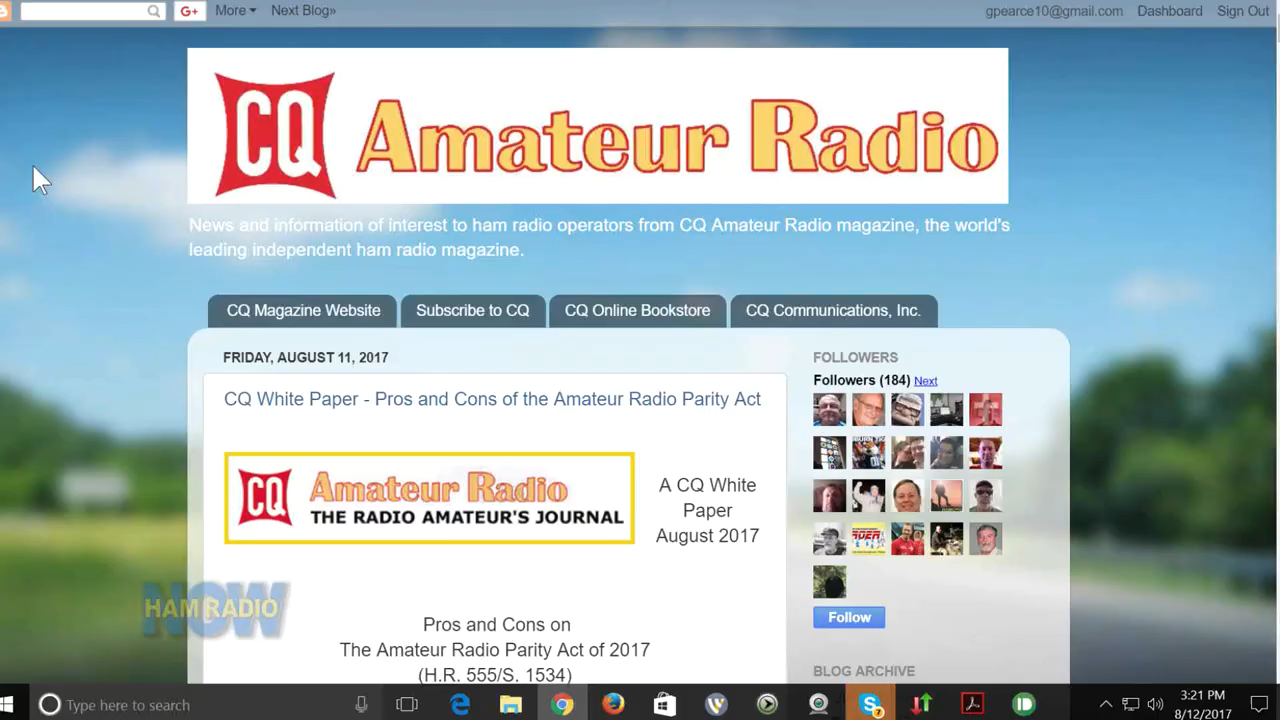 G+ More Next Blog» gpearce10@gmail.com Dashboard Sign Out
CQ Amateur Radio
News and information of interest to ham radio operators from CQ Amateur Radio magazine, the world's
leading independent ham radio magazine.
CQ Magazine Website Subscribe to CQ CQ Online Bookstore CQ Communications, Inc.
FRIDAY, AUGUST 11, 2017
CQ White Paper - Pros and Cons of the Amateur Radio Parity Act
CQ Amateur Radio
THE RADIO AMATEUR'S JOURNAL
A CQ White
Paper
August 2017
Pros and Cons on
The Amateur Radio Parity Act of 2017
(H.R. 555/S. 1534)
FOLLOWERS
Followers (184) Next
Follow
BLOG ARCHIVE
HAM RADIO
NOW
Type here to search
7
3:21 PM
8/12/2017